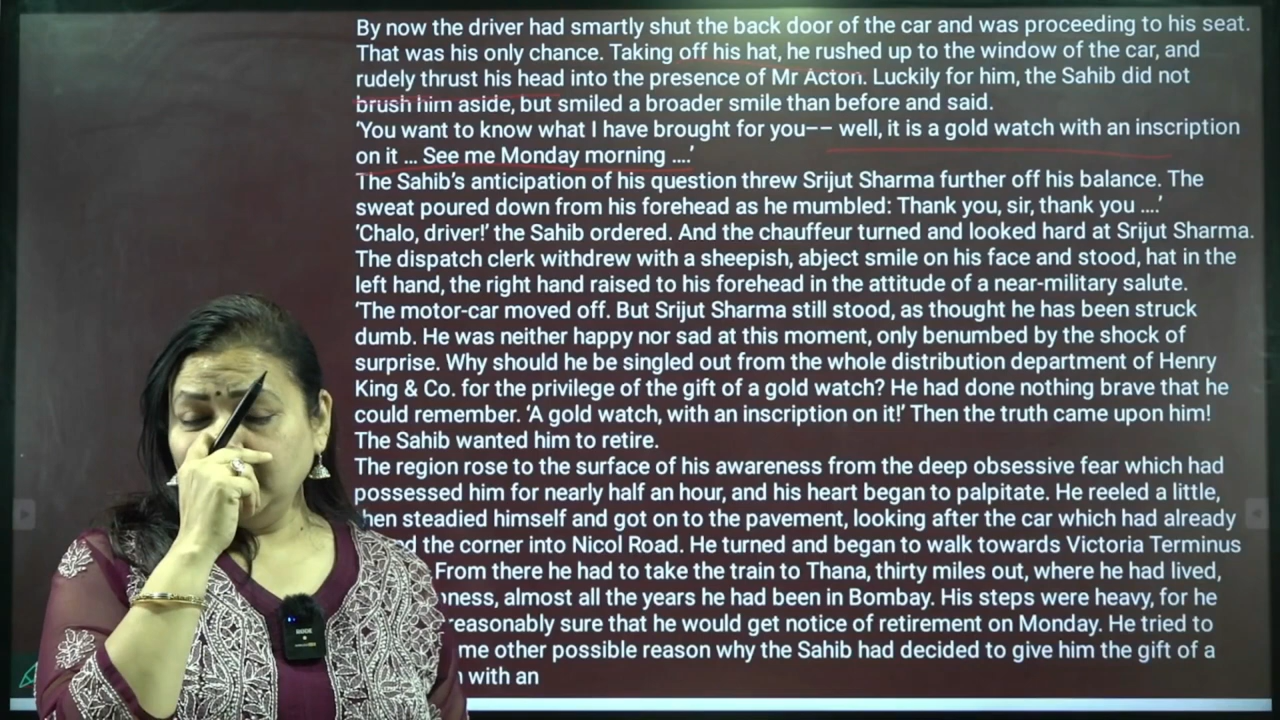 By now the driver had smartly shut the back door of the car and was proceeding to his seat.
That was his only chance. Taking off his hat, he rushed up to the window of the car, and
rudely thrust his head into the presence of Mr Acton. Luckily for him, the Sahib did not
brush him aside, but smiled a broader smile than before and said.
‘You want to know what I have brought for you–– well, it is a gold watch with an inscription
on it ... See me Monday morning ....’
The Sahib’s anticipation of his question threw Srijut Sharma further off his balance. The
sweat poured down from his forehead as he mumbled: Thank you, sir, thank you ....’
‘Chalo, driver!’ the Sahib ordered. And the chauffeur turned and looked hard at Srijut Sharma.
The dispatch clerk withdrew with a sheepish, abject smile on his face and stood, hat in the
left hand, the right hand raised to his forehead in the attitude of a near-military salute.
‘The motor-car moved off. But Srijut Sharma still stood, as thought he has been struck
dumb. He was neither happy nor sad at this moment, only benumbed by the shock of
surprise. Why should he be singled out from the whole distribution department of Henry
King & Co. for the privilege of the gift of a gold watch? He had done nothing brave that he
could remember. ‘A gold watch, with an inscription on it!’ Then the truth came upon him!
The Sahib wanted him to retire.
The region rose to the surface of his awareness from the deep obsessive fear which had
possessed him for nearly half an hour, and his heart began to palpitate. He reeled a little,
then steadied himself and got on to the pavement, looking after the car which had already
the corner into Nicol Road. He turned and began to walk towards Victoria Terminus
From there he had to take the train to Thana, thirty miles out, where he had lived,
almost all the years he had been in Bombay. His steps were heavy, for he
reasonably sure that he would get notice of retirement on Monday. He tried to
other possible reason why the Sahib had decided to give him the gift of a
with an